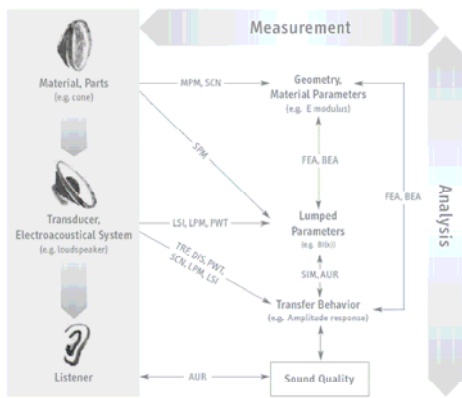 Measurement
Material, Parts
(e.g. cone)
MPM, SCN
Geometry,
Material Parameters
(e.g. E modulus)
SPM
FEA, BEA
FEA, BEA
Analysis
Transducer,
Electroacoustical System
(e.g. loudspeaker)
LSI, LPM, PWT
Lumped
Parameters
(e.g. Bl(x))
TRF, DIS, PWT,
SCN, LPM, LSI
SIM, AUR
Transfer Behavior
(e.g. Amplitude response)
Listener
AUR
Sound Quality